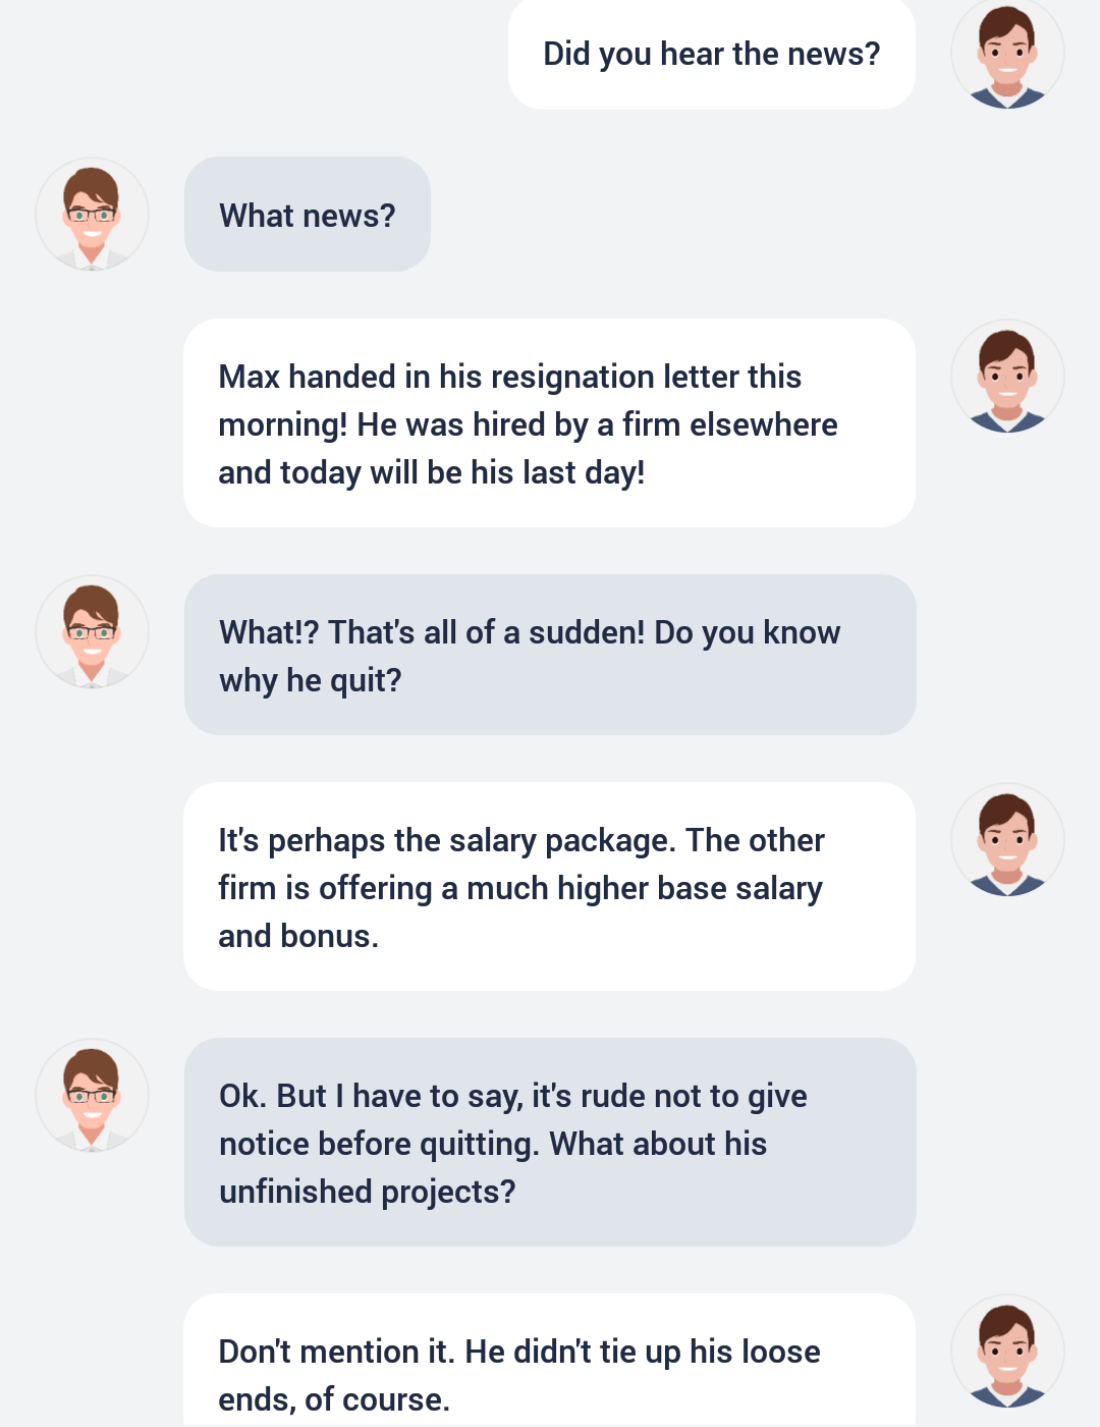 Did you hear the news?
What news?
Max handed in his resignation letter this
morning! He was hired by a firm elsewhere
and today will be his last day!
What!? That's all of a sudden! Do you know
why he quit?
It's perhaps the salary package. The other
firm is offering a much higher base salary
and bonus.
Ok. But I have to say, it's rude not to give
notice before quitting. What about his
unfinished projects?
Don't mention it. He didn't tie up his loose
ends, of course.